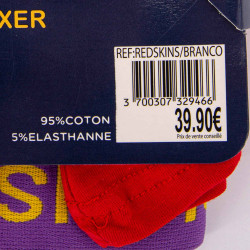 XER
REF:REDSKINS/BRANCO
3 700307 329466
39.90€
Prix de vente conseillé
95%COTON
5%ELASTHANNE